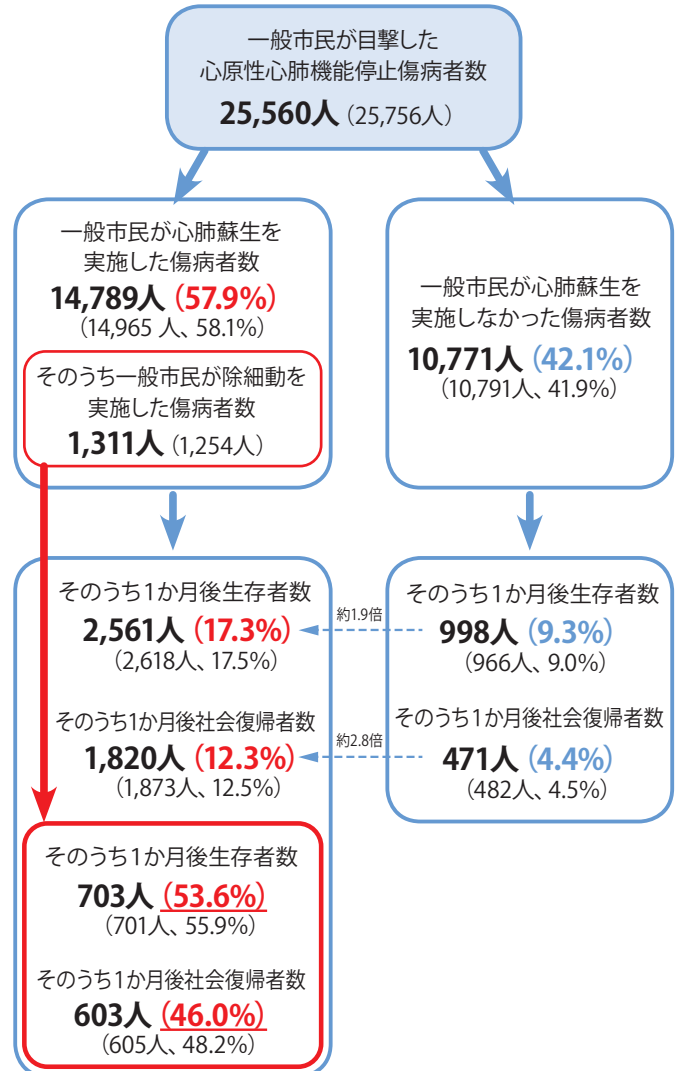 一般市民が目撃した
心原性心肺機能停止傷病者数
25,560人（25,756人）
一般市民が心肺蘇生を
実施した傷病者数
14,789人（57.9%）
（14,965 人、58.1%）
そのうち一般市民が除細動を
実施した傷病者数
1,311人（1,254人）
一般市民が心肺蘇生を
実施しなかった傷病者数
10,771人（42.1%）
（10,791人、41.9%）
そのうち1か月後生存者数
2,561人（17.3%）
（2,618人、17.5%）
約1.9倍
そのうち1か月後生存者数
998人（9.3%）
（966人、9.0%）
そのうち1か月後社会復帰者数
1,820人（12.3%）
（1,873人、12.5%）
約2.8倍
そのうち1か月後社会復帰者数
471人（4.4%）
（482人、4.5%）
そのうち1か月後生存者数
703人（53.6%）
（701人、55.9%）
そのうち1か月後社会復帰者数
603人（46.0%）
（605人、48.2%）